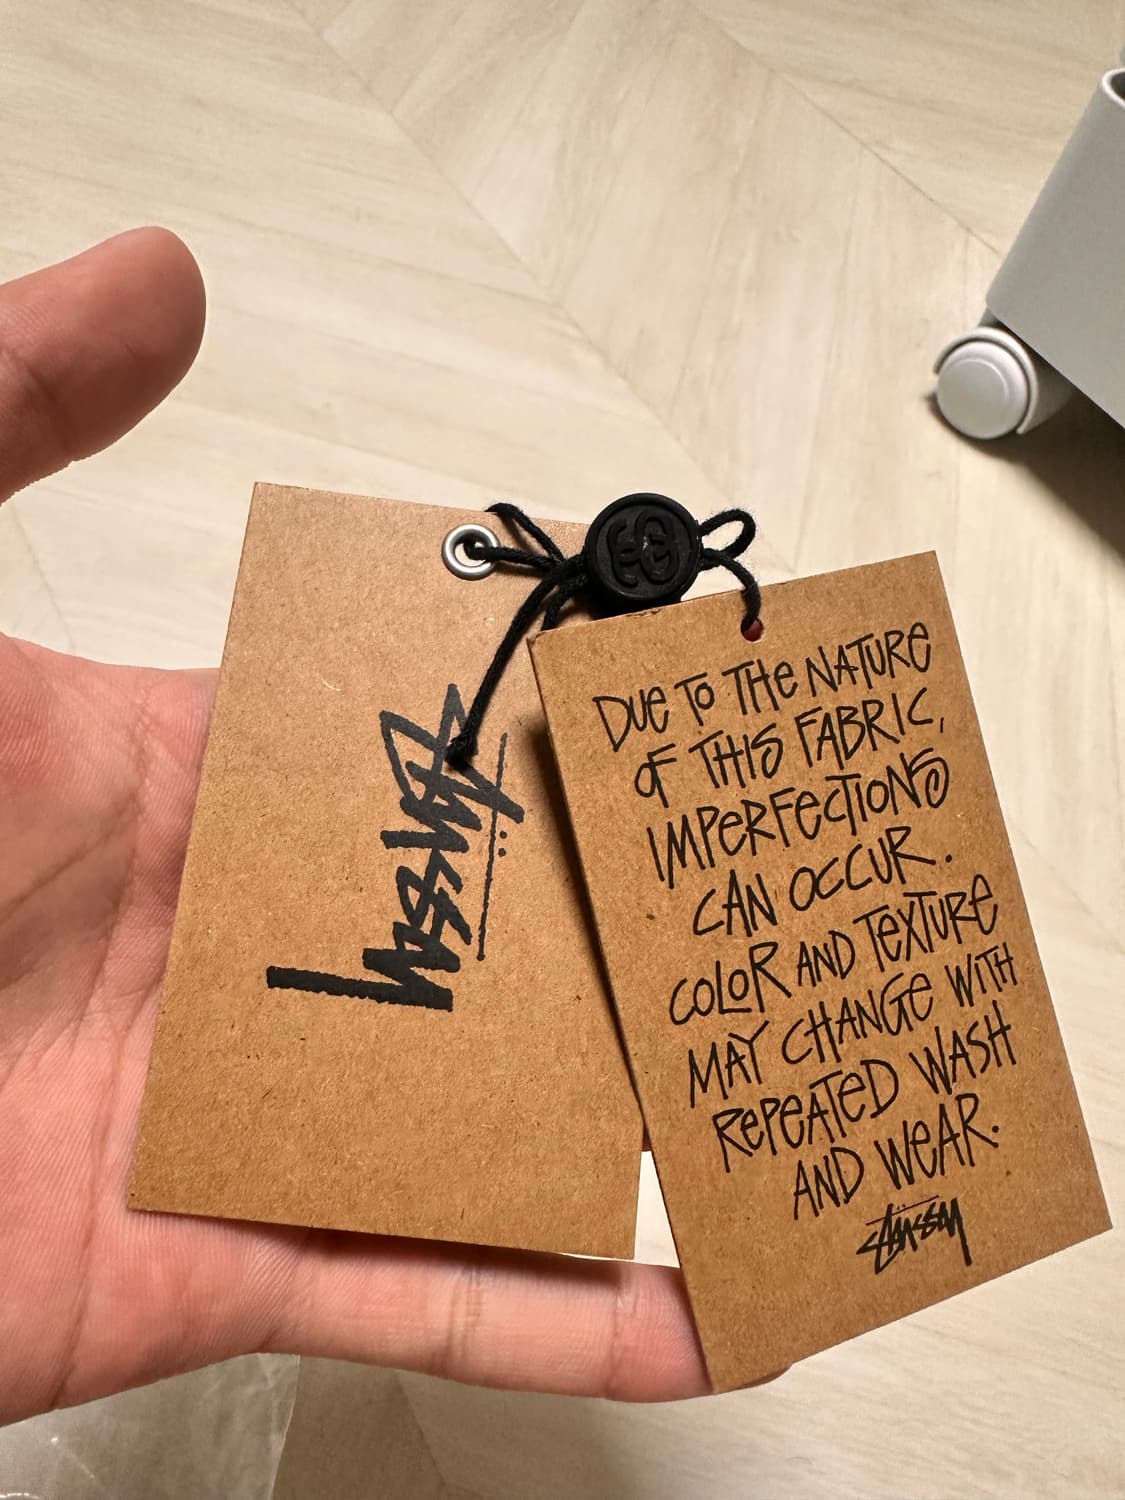 Stüssy
DUE TO THE NATURE
OF THIS FABRIC,
IMPERFECTIONS
CAN OCCUR.
COLOR AND TEXTURE
MAY CHANGE WITH
REPEATED WASH
AND WEAR.
Stüssy